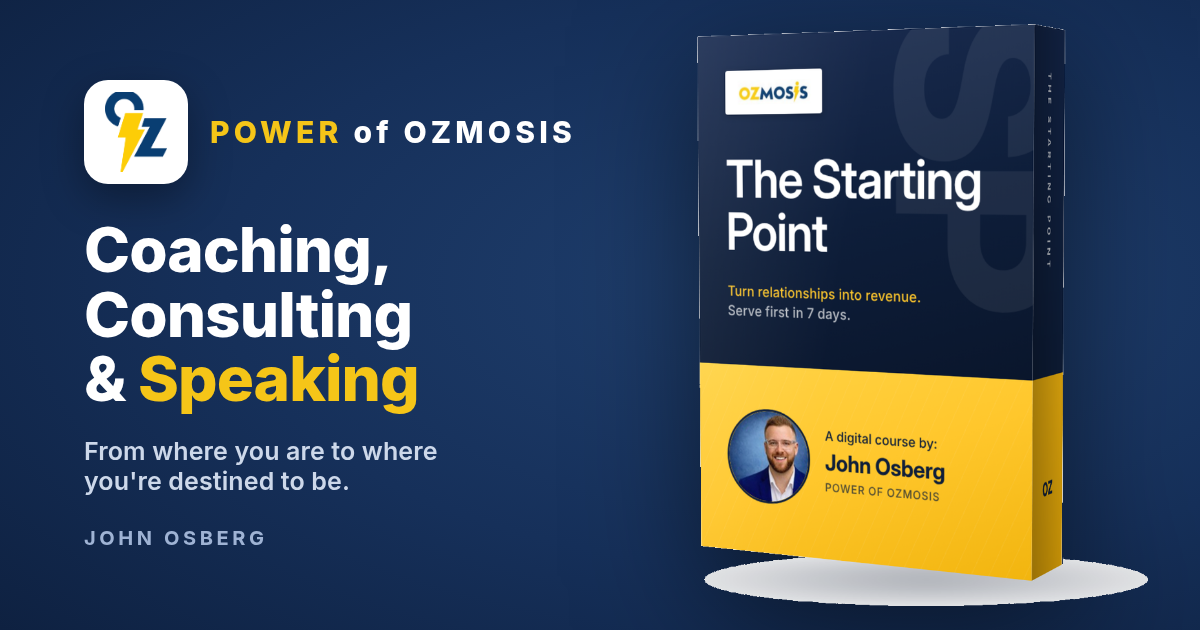 OZ
POWER of OZMOSIS
Coaching,
Consulting
& Speaking
From where you are to where
you're destined to be.
JOHN OSBERG
OZMOSIS
The Starting
Point
Turn relationships into revenue.
Serve first in 7 days.
SP
A digital course by:
John Osberg
POWER OF OZMOSIS
THE STARTING POINT
OZ